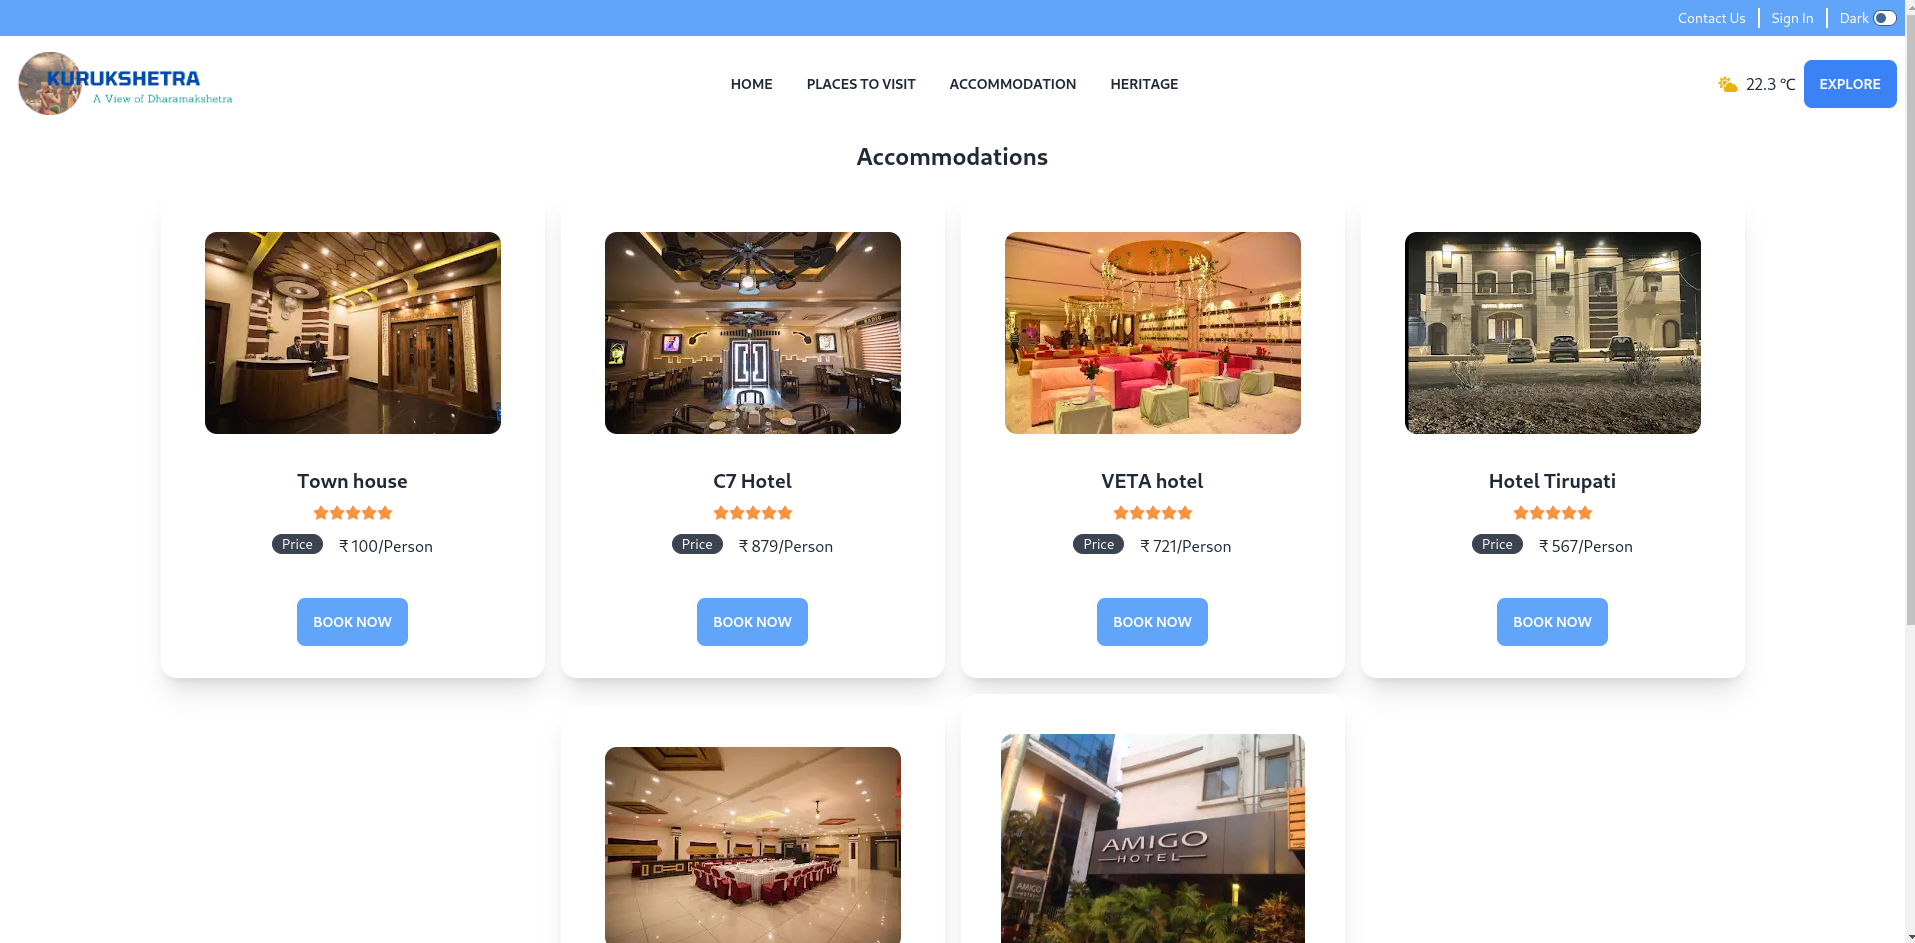 Contact Us
Sign In
Dark
KURUKSHETRA
A View of Dharamakshetra
HOME
PLACES TO VISIT
ACCOMMODATION
HERITAGE
22.3 °C
EXPLORE
Accommodations
Town house
Price ₹ 100/Person
BOOK NOW
C7 Hotel
Price ₹ 879/Person
BOOK NOW
VETA hotel
Price ₹ 721/Person
BOOK NOW
Hotel Tirupati
Price ₹ 567/Person
BOOK NOW
AMIGO
HOTEL
AMIGO